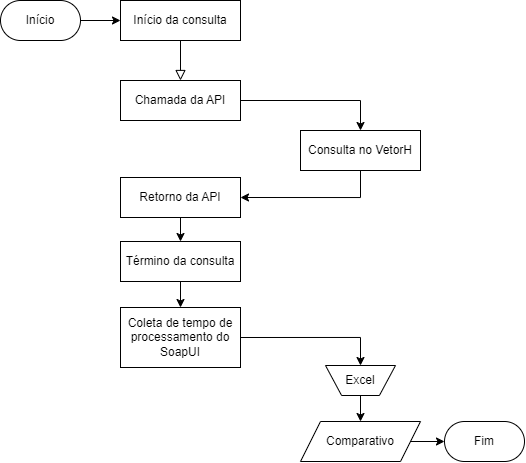 Início
Início da consulta
Chamada da API
Consulta no VetorH
Retorno da API
Término da consulta
Coleta de tempo de
processamento do
SoapUI
Excel
Comparativo
Fim